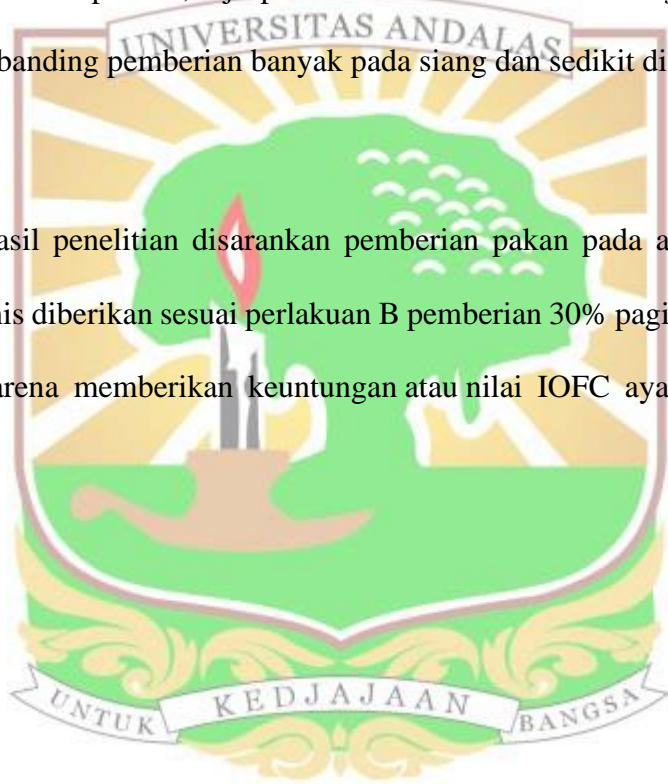 UNIVERSITAS ANDALAS
banding pemberian banyak pada siang dan sedikit di
asil penelitian disarankan pemberian pakan pada a
is diberikan sesuai perlakuan B pemberian 30% pagi
arena memberikan keuntungan atau nilai IOFC aya
UNTUK KEDJAJAAN BANGSA